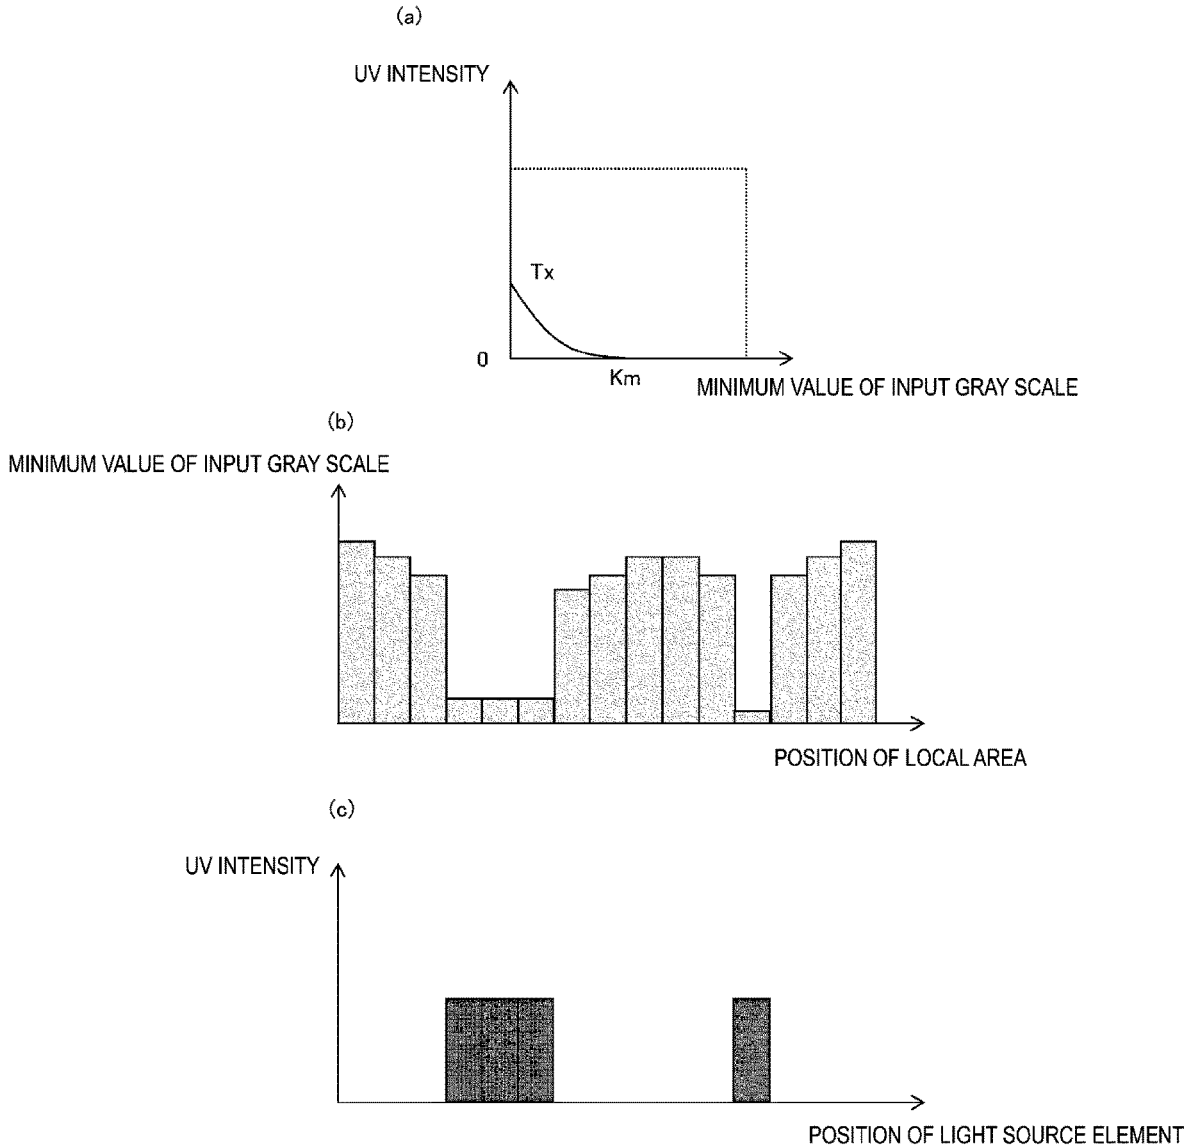 (a)
UV INTENSITY
Tx
0
Km
MINIMUM VALUE OF INPUT GRAY SCALE
(b)
MINIMUM VALUE OF INPUT GRAY SCALE
POSITION OF LOCAL AREA
(c)
UV INTENSITY
POSITION OF LIGHT SOURCE ELEMENT